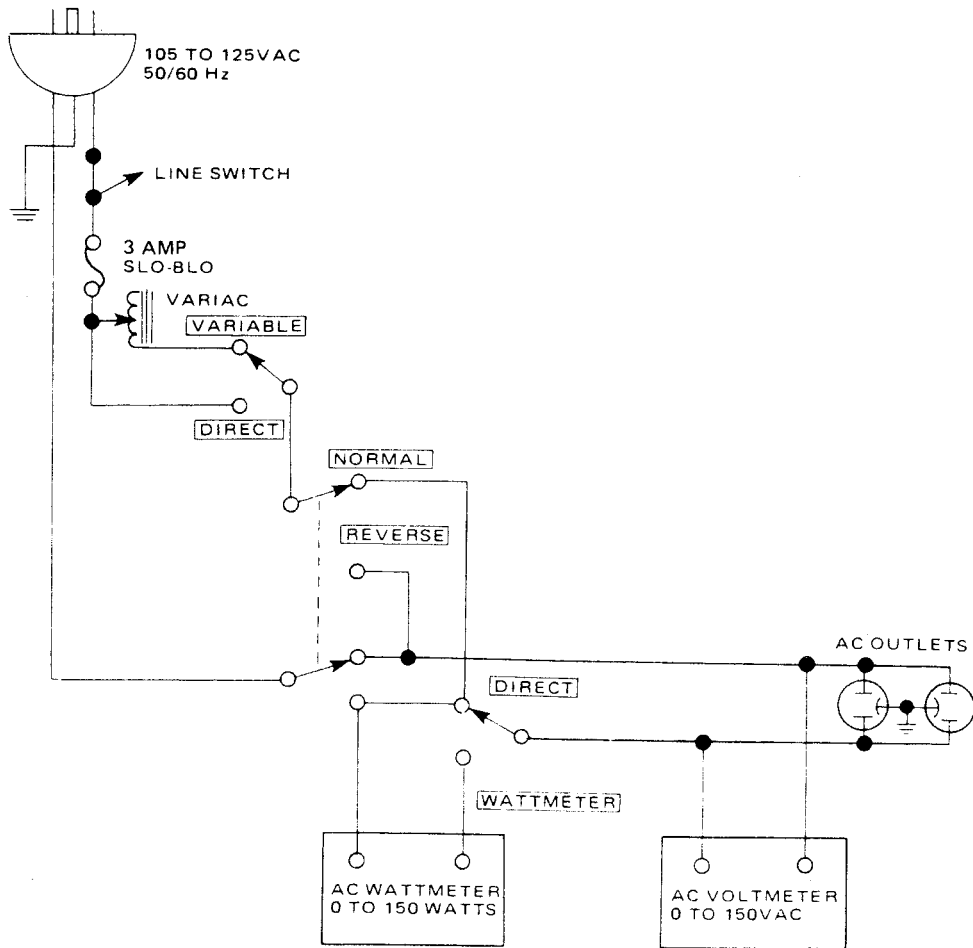 105 TO 125VAC
50/60 Hz
LINE SWITCH
3 AMP
SLO-BLO
VARIAC
VARIABLE
DIRECT
NORMAL
REVERSE
AC OUTLETS
DIRECT
WATTMETER
AC WATTMETER
0 TO 150 WATTS
AC VOLTMETER
0 TO 150VAC